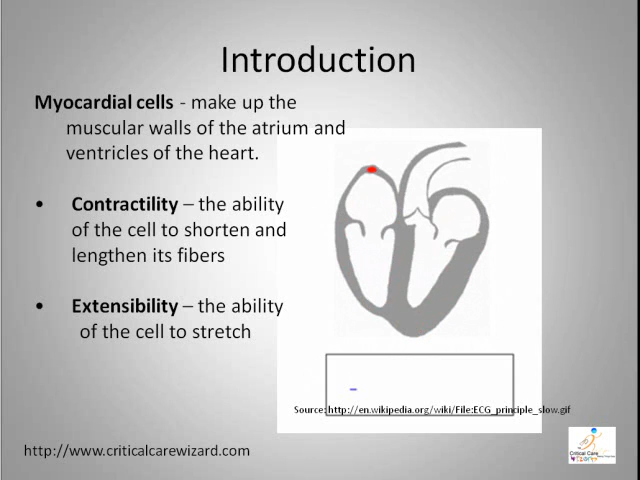 Introduction
Myocardial cells - make up the
muscular walls of the atrium and
ventricles of the heart.
• Contractility – the ability
of the cell to shorten and
lengthen its fibers
• Extensibility – the ability
of the cell to stretch
Source: http://en.wikipedia.org/wiki/File:ECG_principle_slow.gif
http://www.criticalcarewizard.com
Critical Care